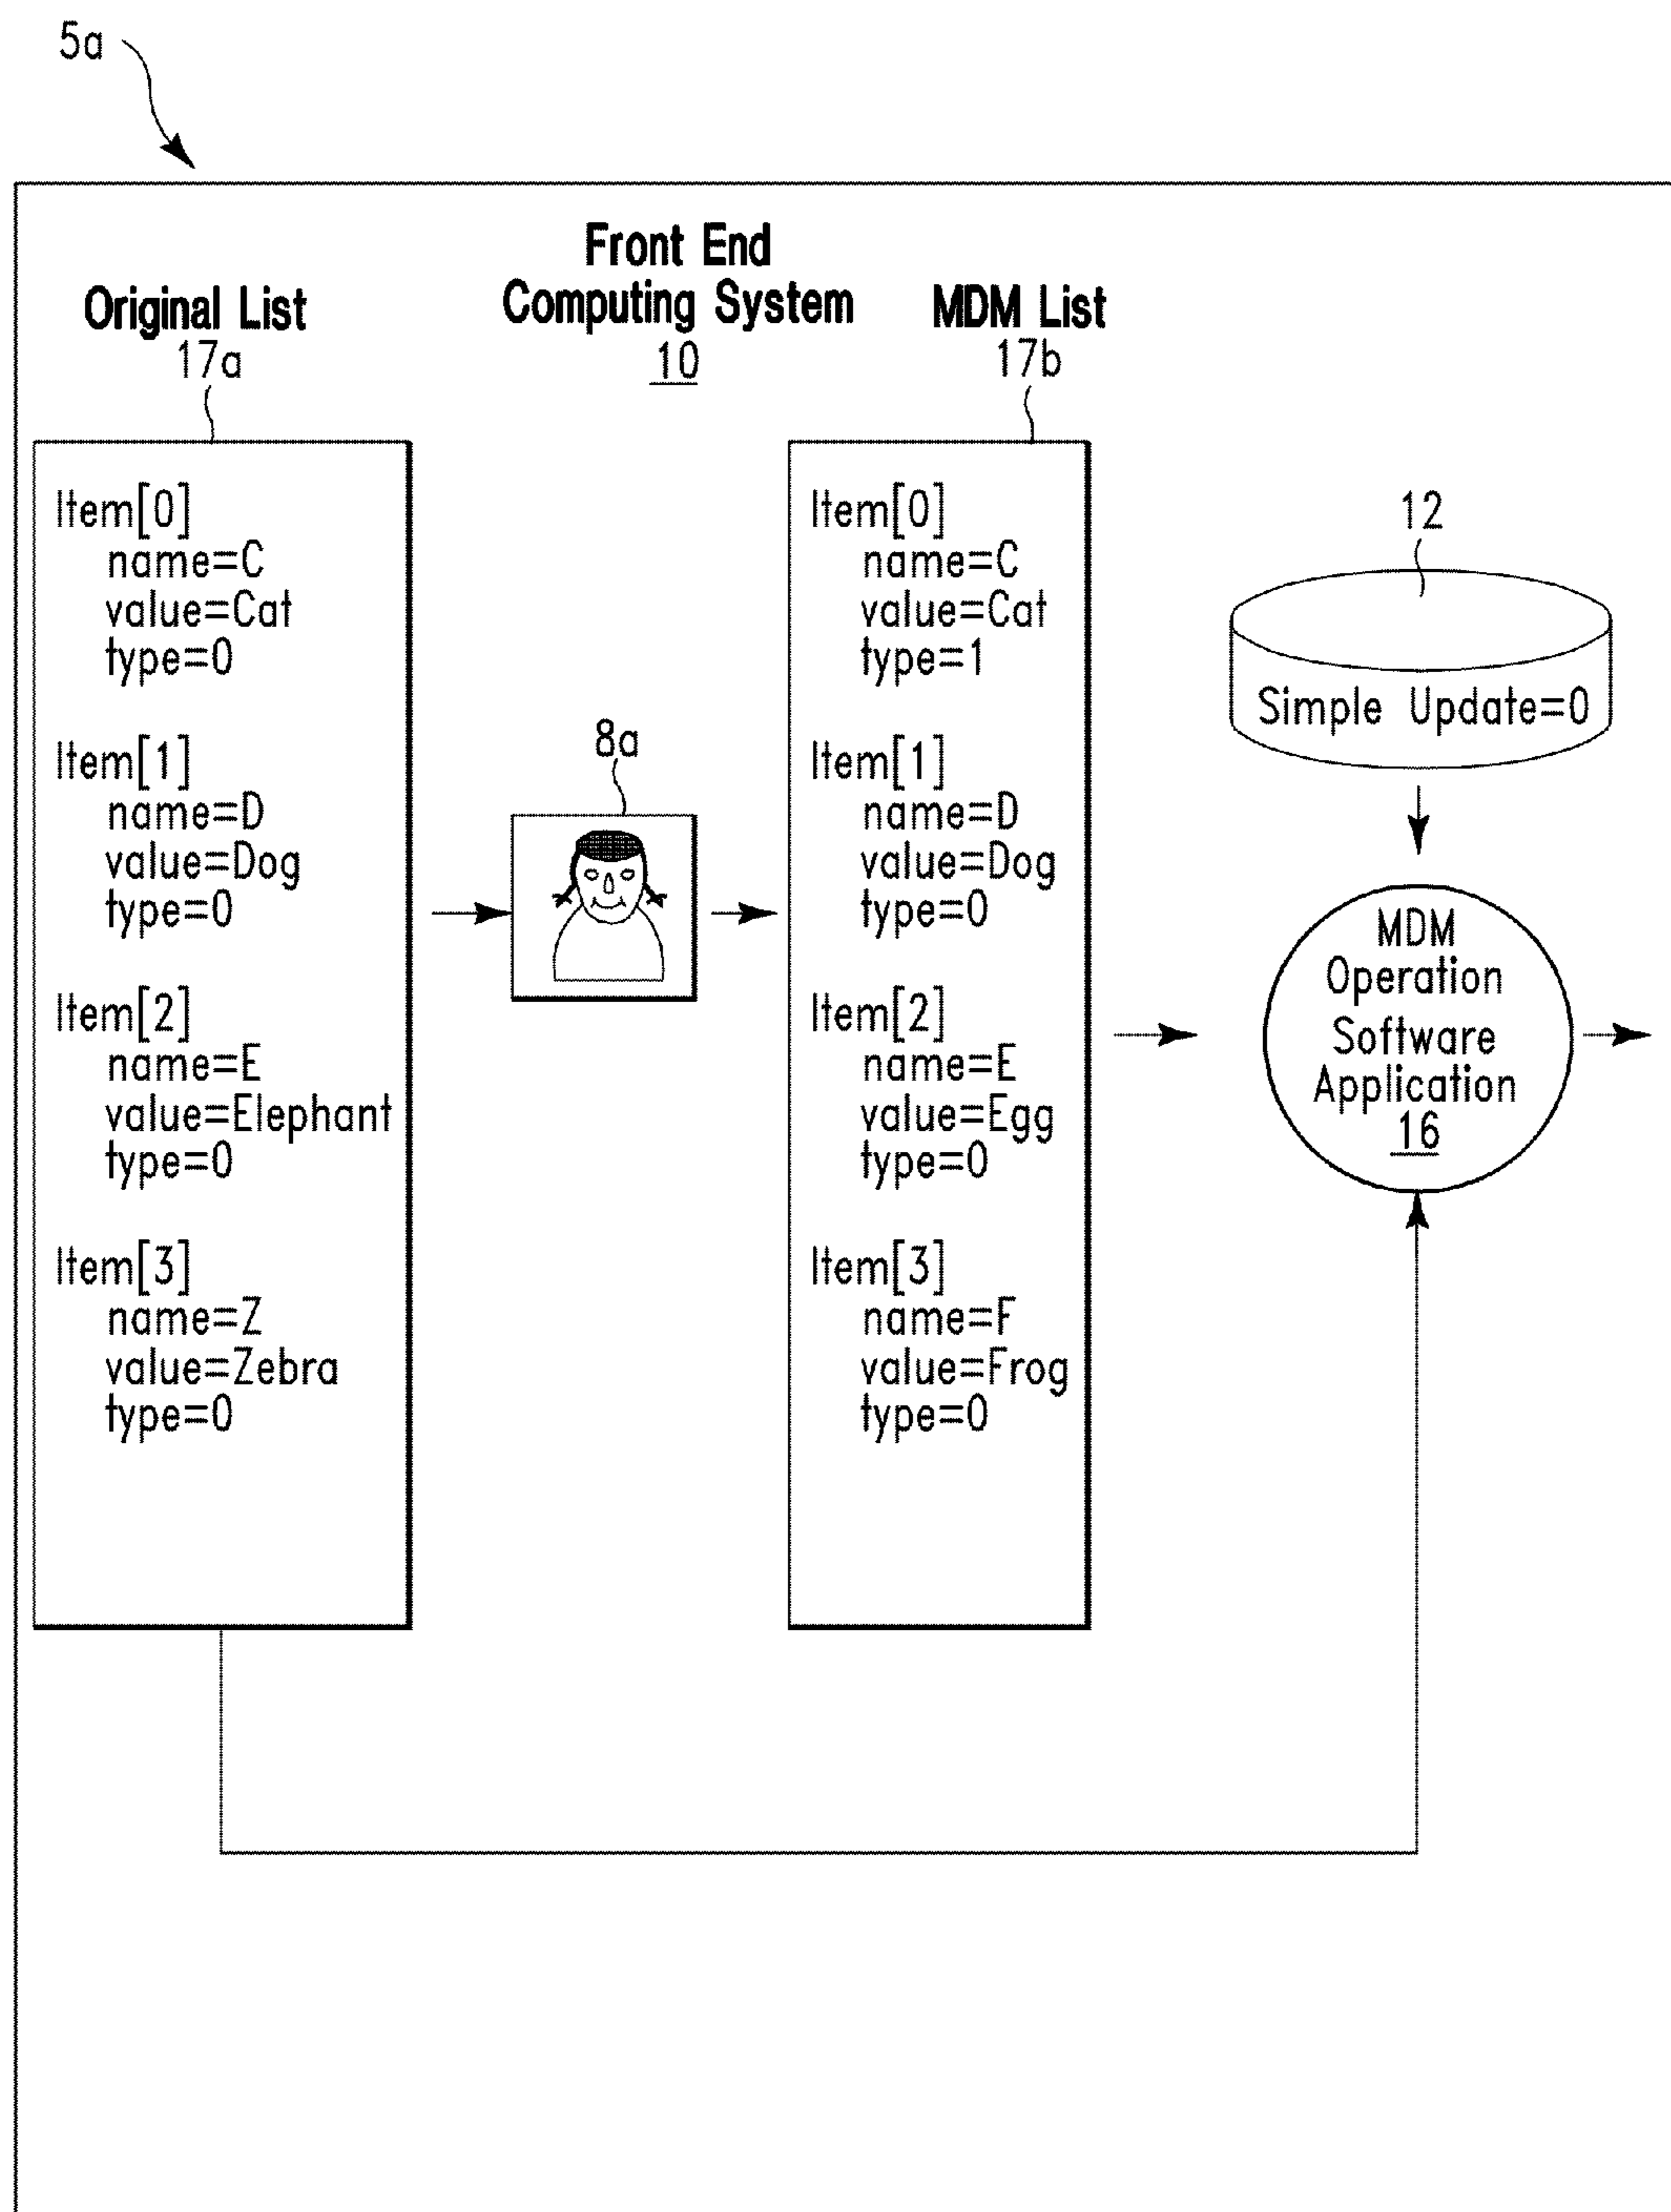 5a
Front End
Computing System
10
Original List
17a
Item[0]
name=C
value=Cat
type=0
Item[1]
name=D
value=Dog
type=0
Item[2]
name=E
value=Elephant
type=0
Item[3]
name=Z
value=Zebra
type=0
8a
MDM List
17b
Item[0]
name=C
value=Cat
type=1
Item[1]
name=D
value=Dog
type=0
Item[2]
name=E
value=Egg
type=0
Item[3]
name=F
value=Frog
type=0
12
Simple Update=0
MDM
Operation
Software
Application
16